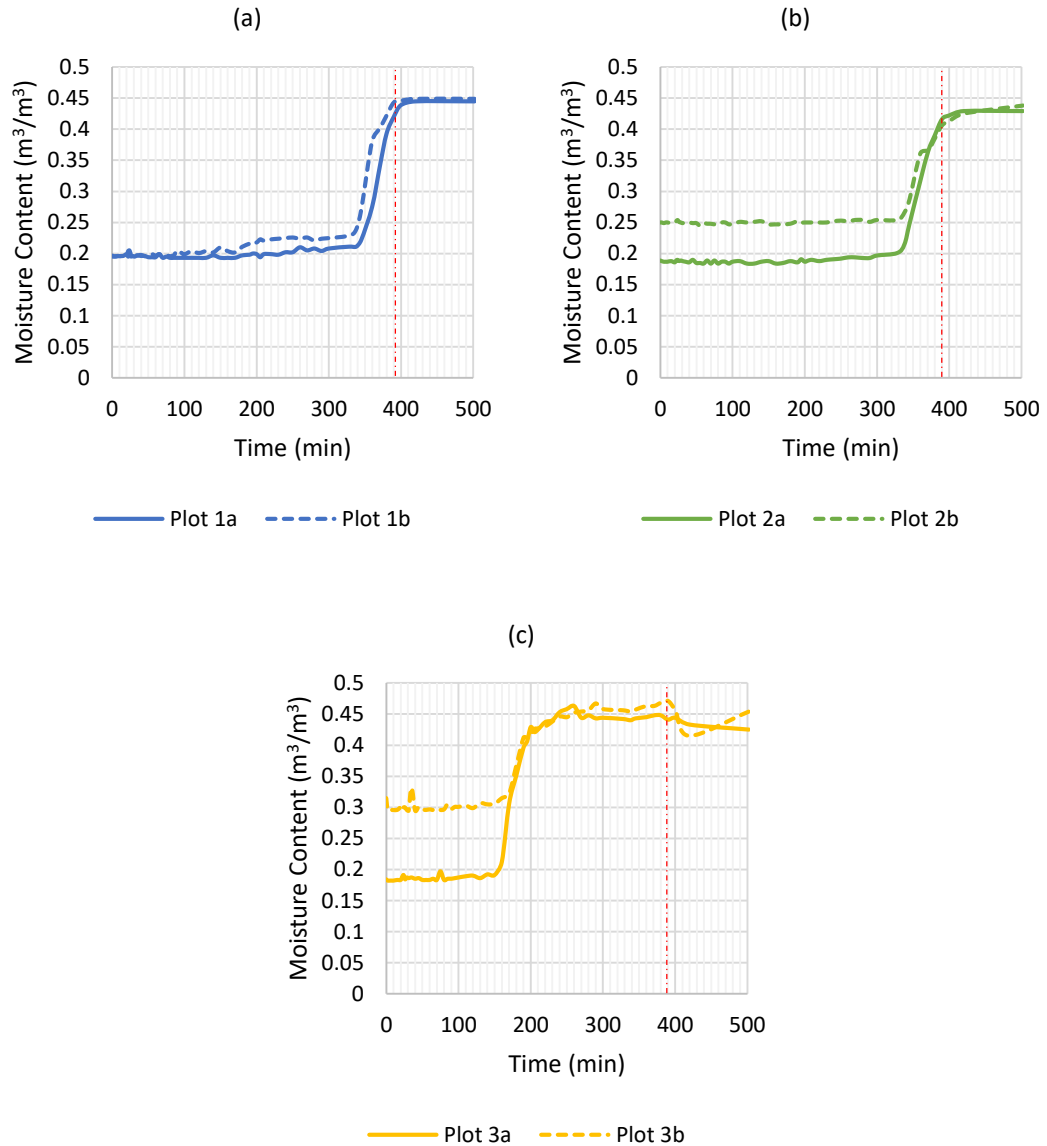 (a)
Moisture Content (m³/m³)
0.5
0.45
0.4
0.35
0.3
0.25
0.2
0.15
0.1
0.05
0
0 100 200 300 400 500
Time (min)
Plot 1a Plot 1b
(b)
Moisture Content (m³/m³)
0.5
0.45
0.4
0.35
0.3
0.25
0.2
0.15
0.1
0.05
0
0 100 200 300 400 500
Time (min)
Plot 2a Plot 2b
(c)
Moisture Content (m³/m³)
0.5
0.45
0.4
0.35
0.3
0.25
0.2
0.15
0.1
0.05
0
0 100 200 300 400 500
Time (min)
Plot 3a Plot 3b